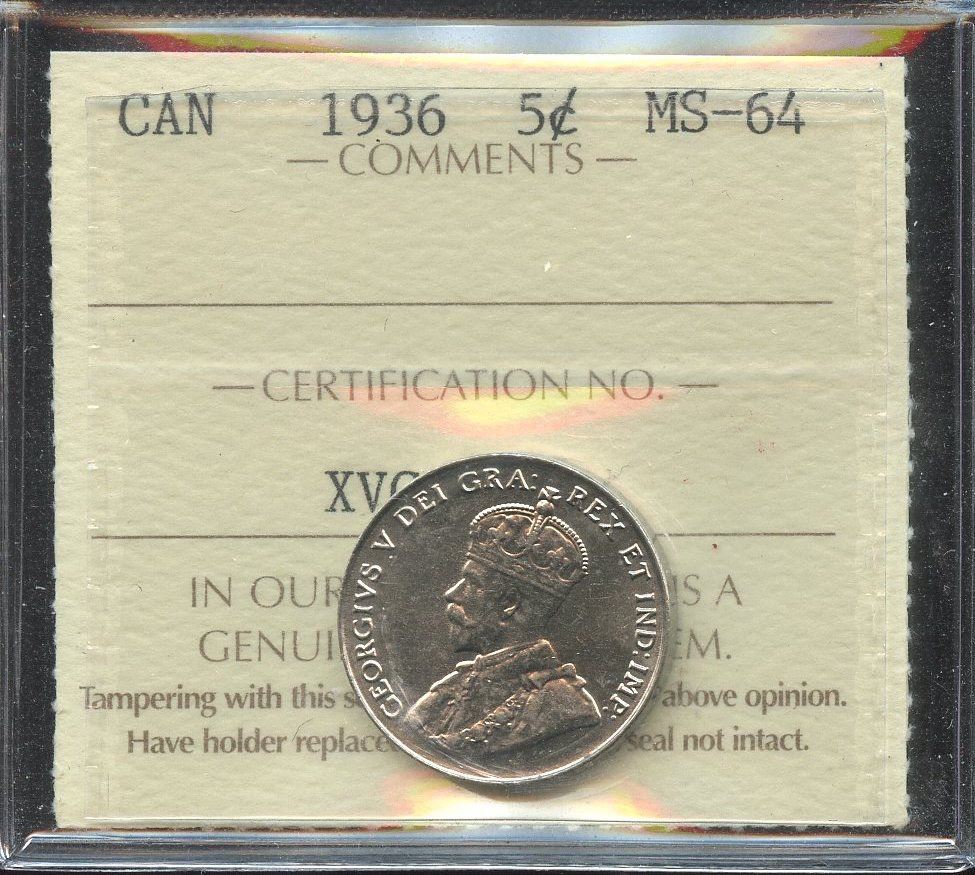 CAN 1936 5¢ MS-64
— COMMENTS —
— CERTIFICATION NO. —
XVG
IN OUR IS A
GENUI EM.
Tampering with this s above opinion.
Have holder replace seal not intact.
GEORGIVS V DEI GRA: REX ET IND: IMP: